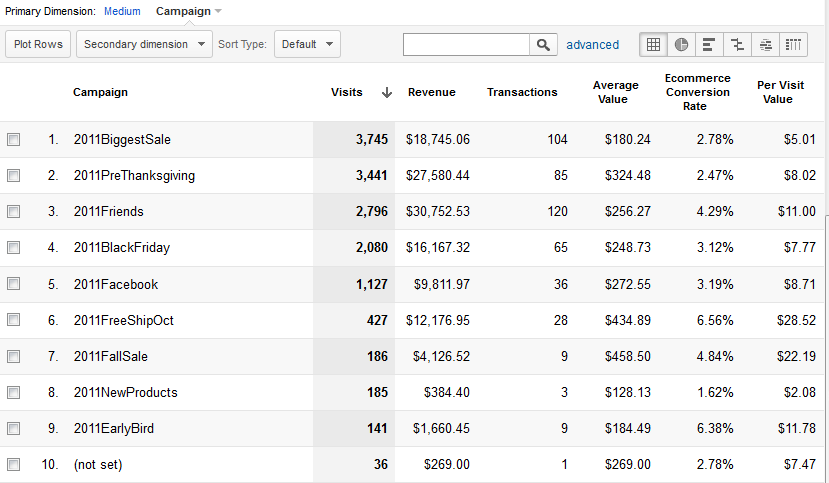 Primary Dimension: Medium Campaign
Plot Rows Secondary dimension Sort Type: Default advanced
Campaign Visits Revenue Transactions Average Value Ecommerce Conversion Rate Per Visit Value
1. 2011BiggestSale 3,745 $18,745.06 104 $180.24 2.78% $5.01
2. 2011PreThanksgiving 3,441 $27,580.44 85 $324.48 2.47% $8.02
3. 2011Friends 2,796 $30,752.53 120 $256.27 4.29% $11.00
4. 2011BlackFriday 2,080 $16,167.32 65 $248.73 3.12% $7.77
5. 2011Facebook 1,127 $9,811.97 36 $272.55 3.19% $8.71
6. 2011FreeShipOct 427 $12,176.95 28 $434.89 6.56% $28.52
7. 2011FallSale 186 $4,126.52 9 $458.50 4.84% $22.19
8. 2011NewProducts 185 $384.40 3 $128.13 1.62% $2.08
9. 2011EarlyBird 141 $1,660.45 9 $184.49 6.38% $11.78
10. (not set) 36 $269.00 1 $269.00 2.78% $7.47